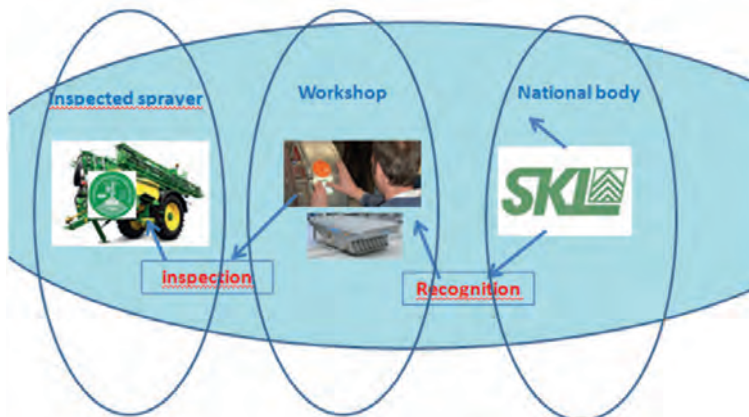 Inspected sprayer
Workshop
National body
SKL
inspection
Recognition